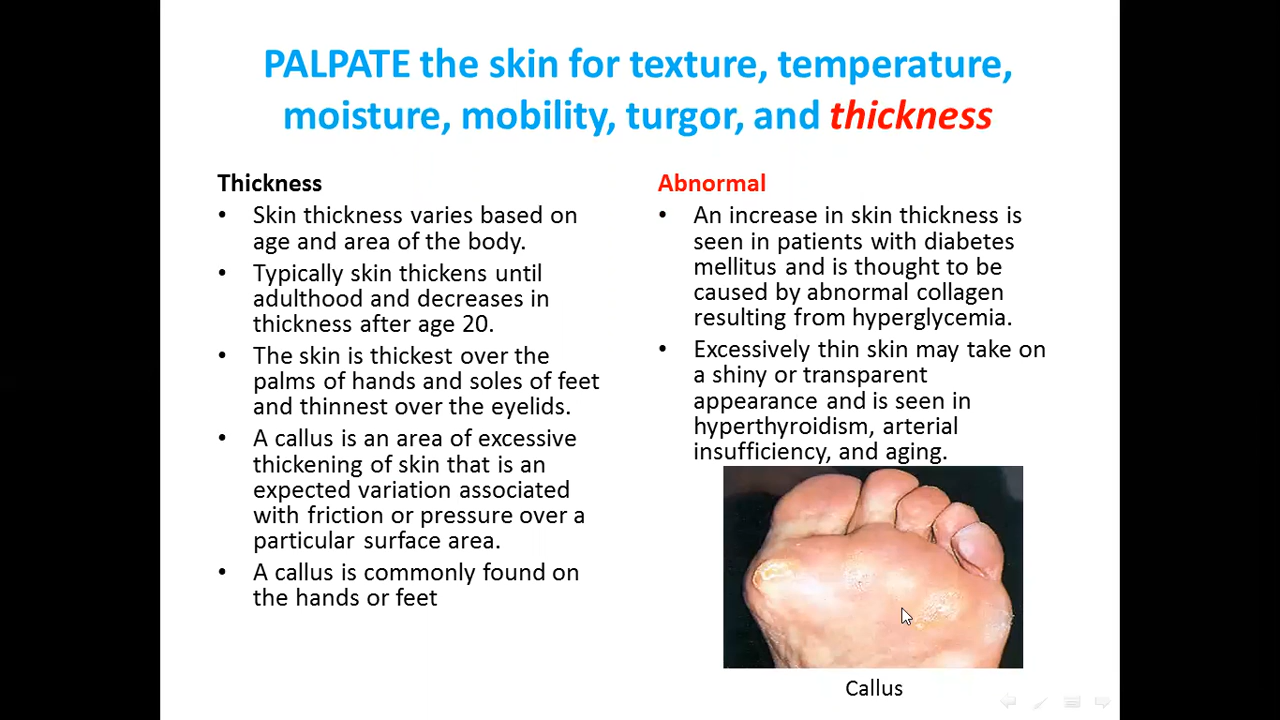 PALPATE the skin for texture, temperature,
moisture, mobility, turgor, and thickness
Thickness
• Skin thickness varies based on
age and area of the body.
• Typically skin thickens until
adulthood and decreases in
thickness after age 20.
• The skin is thickest over the
palms of hands and soles of feet
and thinnest over the eyelids.
• A callus is an area of excessive
thickening of skin that is an
expected variation associated
with friction or pressure over a
particular surface area.
• A callus is commonly found on
the hands or feet
Abnormal
• An increase in skin thickness is
seen in patients with diabetes
mellitus and is thought to be
caused by abnormal collagen
resulting from hyperglycemia.
• Excessively thin skin may take on
a shiny or transparent
appearance and is seen in
hyperthyroidism, arterial
insufficiency, and aging.
Callus